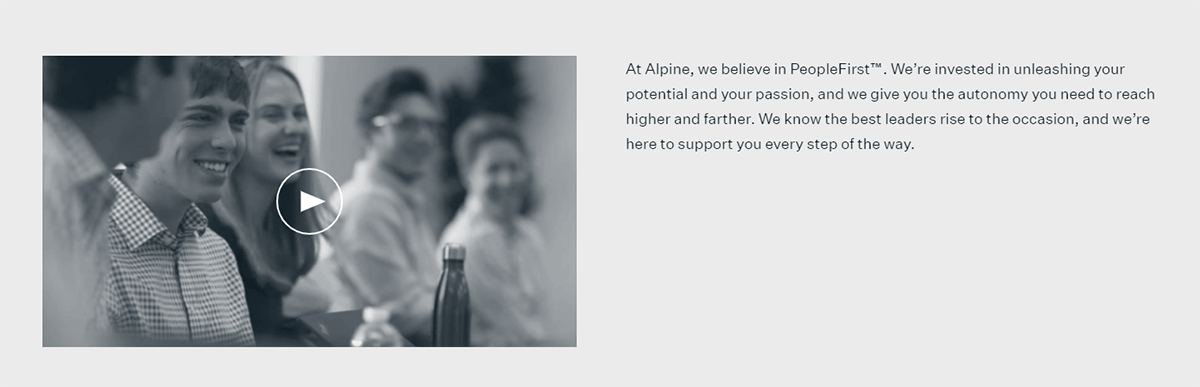 At Alpine, we believe in PeopleFirst™. We’re invested in unleashing your
potential and your passion, and we give you the autonomy you need to reach
higher and farther. We know the best leaders rise to the occasion, and we’re
here to support you every step of the way.